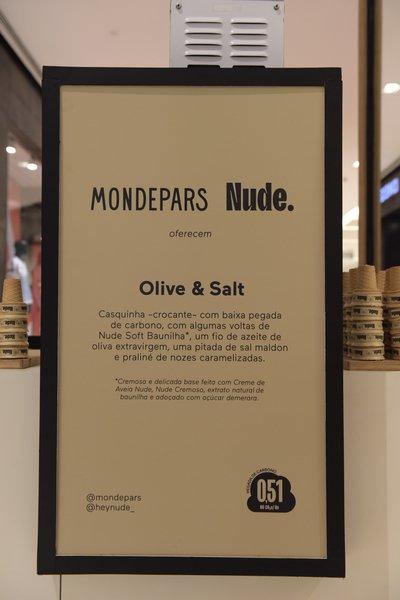 MONDEPARS Nude.
oferecem
Olive & Salt
Casquinha -crocante- com baixa pegada
de carbono, com algumas voltas de
Nude Soft Baunilha*, um fio de azeite de
oliva extravirgem, uma pitada de sal maldon
e praliné de nozes caramelizadas.
*Cremosa e delicada base feita com Creme de
Aveia Nude, Nude Cremoso, extrato natural de
baunilha e adoçado com açúcar demerara.
@mondepars
@heynude_
0,51